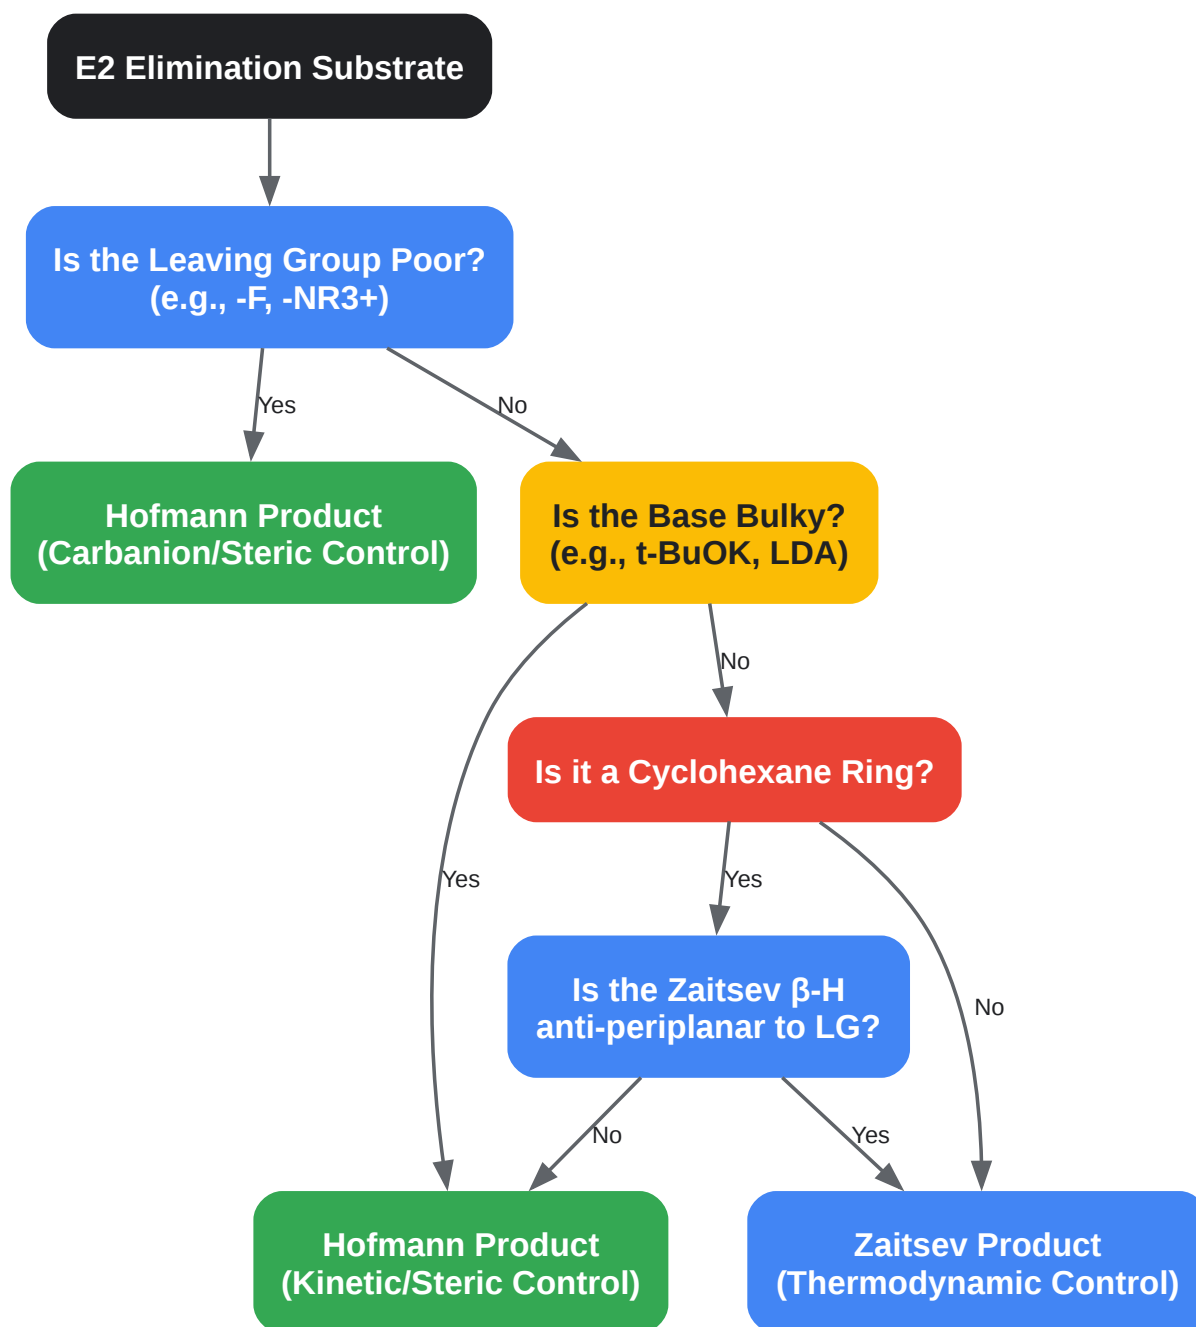 E2 Elimination Substrate
Is the Leaving Group Poor?
(e.g., -F, -NR3+)
Yes
No
Hofmann Product
(Carbanion/Steric Control)
Is the Base Bulky?
(e.g., t-BuOK, LDA)
No
Is it a Cyclohexane Ring?
Yes
Yes
Is the Zaitsev β-H
anti-periplanar to LG?
No
No
Yes
Hofmann Product
(Kinetic/Steric Control)
Zaitsev Product
(Thermodynamic Control)